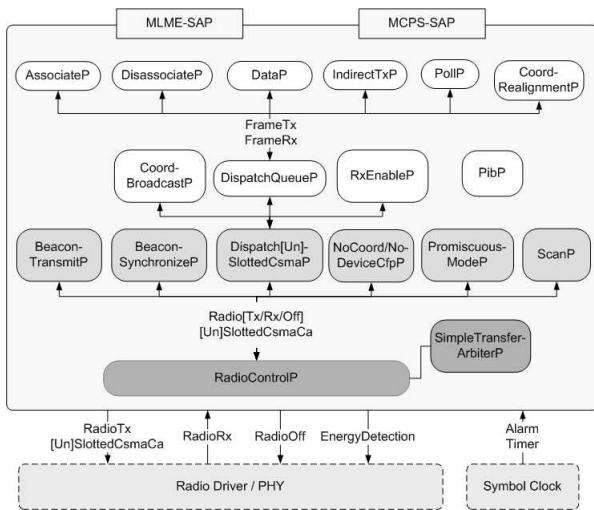 MLME-SAP
MCPS-SAP
AssociateP
DisassociateP
DataP
IndirectTxP
PollP
Coord-
RealignmentP
FrameTx
FrameRx
Coord-
BroadcastP
DispatchQueueP
RxEnableP
PibP
Beacon-
TransmitP
Beacon-
SynchronizeP
Dispatch[Un]-
SlottedCsmaP
NoCoord/No-
DeviceCfpP
Promiscuous-
ModeP
ScanP
Radio[Tx/Rx/Off]
[Un]SlottedCsmaCa
SimpleTransfer-
ArbiterP
RadioControlP
RadioTx
[Un]SlottedCsmaCa
RadioRx
RadioOff
EnergyDetection
Alarm
Timer
Radio Driver / PHY
Symbol Clock